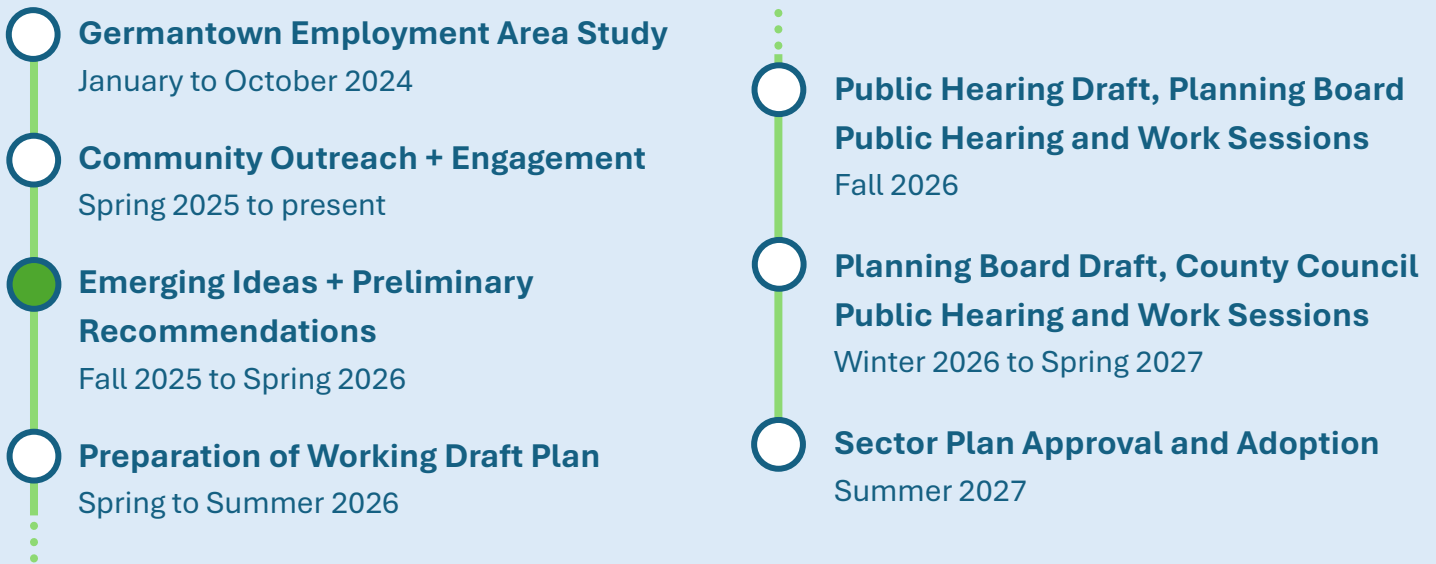 Germantown Employment Area Study
January to October 2024
Community Outreach + Engagement
Spring 2025 to present
Emerging Ideas + Preliminary
Recommendations
Fall 2025 to Spring 2026
Preparation of Working Draft Plan
Spring to Summer 2026
Public Hearing Draft, Planning Board
Public Hearing and Work Sessions
Fall 2026
Planning Board Draft, County Council
Public Hearing and Work Sessions
Winter 2026 to Spring 2027
Sector Plan Approval and Adoption
Summer 2027